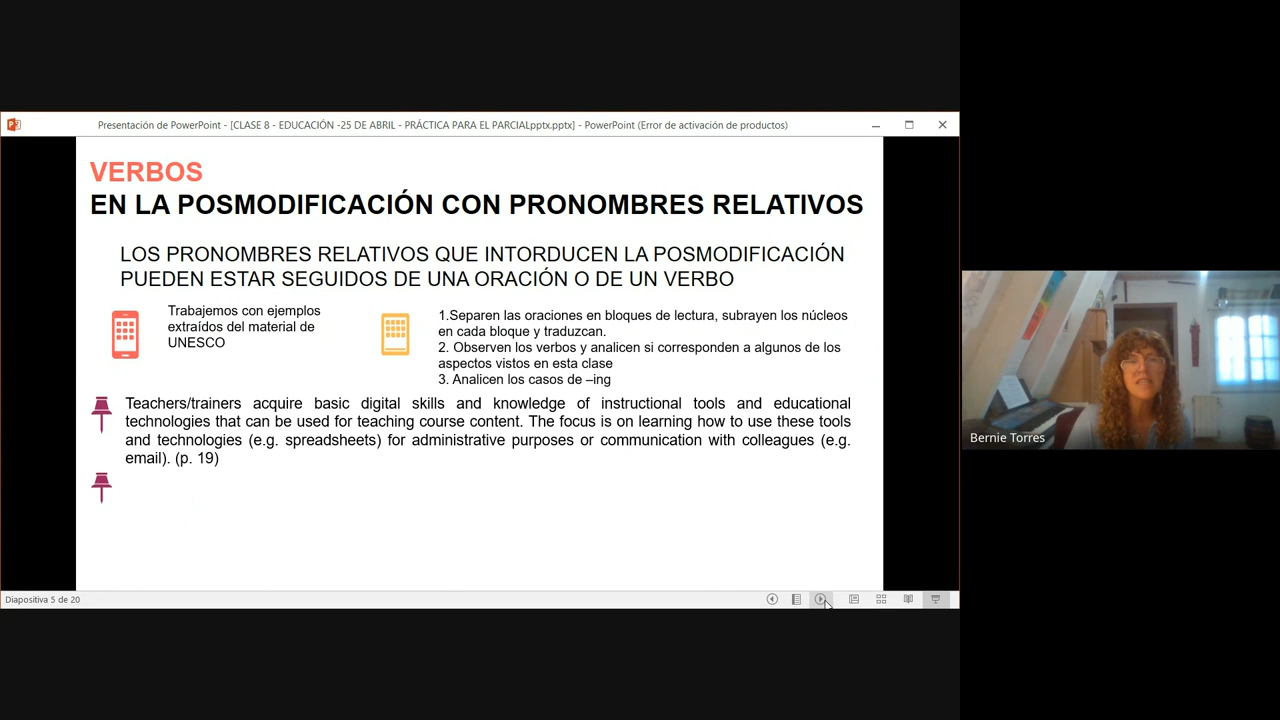 Presentación de PowerPoint - [CLASE 8 - EDUCACIÓN -25 DE ABRIL - PRÁCTICA PARA EL PARCIALpptx.pptx] - PowerPoint (Error de activación de productos)
VERBOS
EN LA POSMODIFICACIÓN CON PRONOMBRES RELATIVOS
LOS PRONOMBRES RELATIVOS QUE INTORDUCEN LA POSMODIFICACIÓN
PUEDEN ESTAR SEGUIDOS DE UNA ORACIÓN O DE UN VERBO
Trabajemos con ejemplos
extraídos del material de
UNESCO
1.Separen las oraciones en bloques de lectura, subrayen los núcleos
en cada bloque y traduzcan.
2. Observen los verbos y analicen si corresponden a algunos de los
aspectos vistos en esta clase
3. Analicen los casos de –ing
Teachers/trainers acquire basic digital skills and knowledge of instructional tools and educational
technologies that can be used for teaching course content. The focus is on learning how to use these tools
and technologies (e.g. spreadsheets) for administrative purposes or communication with colleagues (e.g.
email). (p. 19)
Diapositiva 5 de 20
Bernie Torres